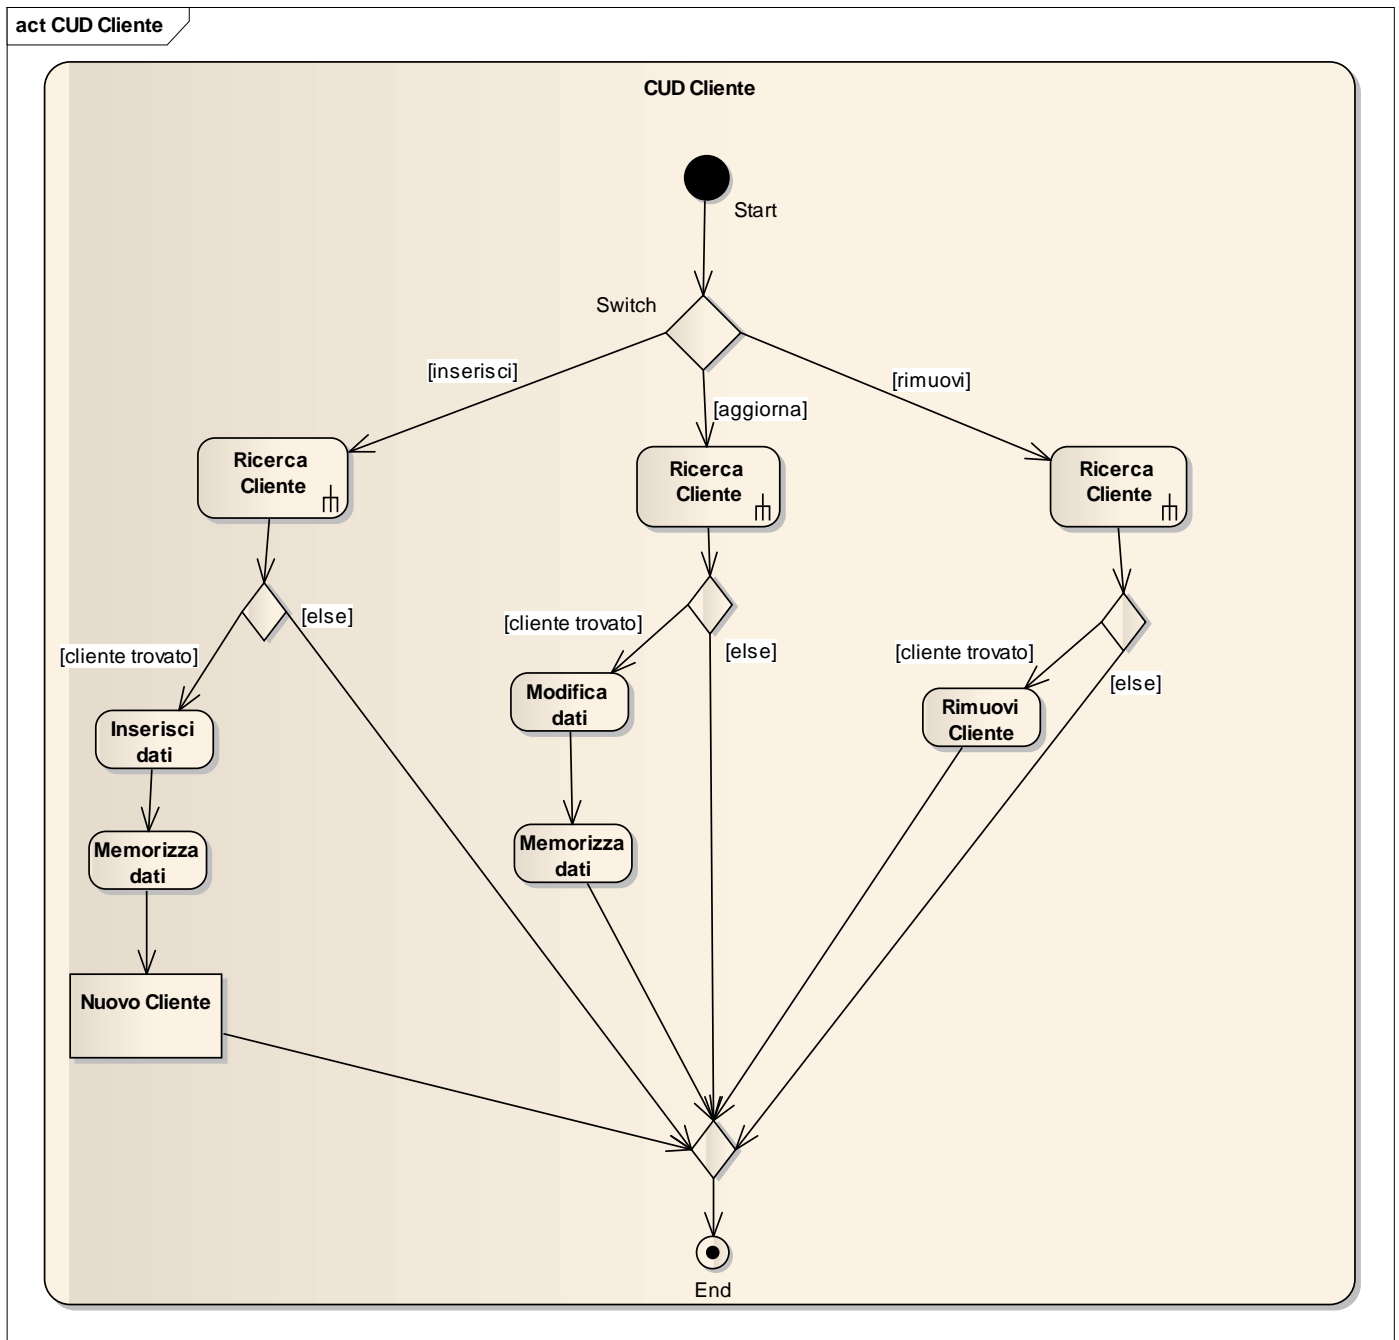 act CUD Cliente
CUD Cliente
Start
Switch
[inserisci]
[rimuovi]
[aggiorna]
Ricerca
Cliente
Ricerca
Cliente
Ricerca
Cliente
[else]
[cliente trovato]
[cliente trovato]
[else]
[cliente trovato]
[else]
Inserisci
dati
Modifica
dati
Rimuovi
Cliente
Memorizza
dati
Memorizza
dati
Nuovo Cliente
End